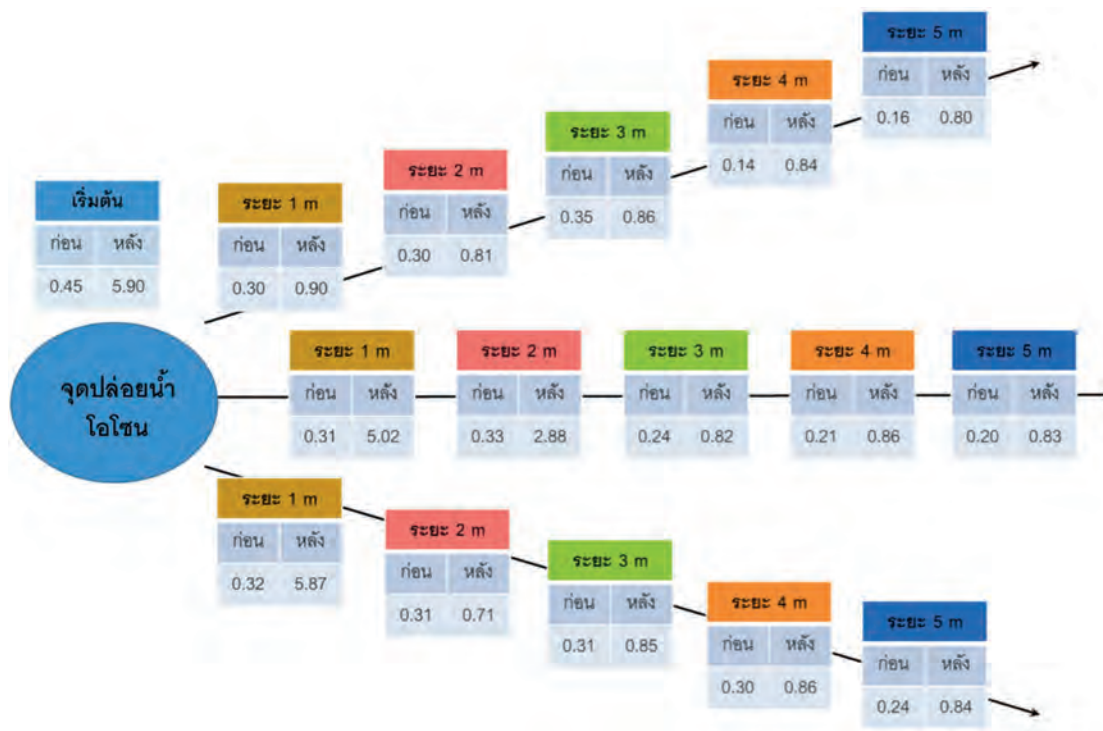 ระยะ 5 m
ก่อน หลัง
0.16 0.80
ระยะ 4 m
ก่อน หลัง
0.14 0.84
ระยะ 3 m
ก่อน หลัง
0.35 0.86
ระยะ 2 m
ก่อน หลัง
0.30 0.81
ระยะ 1 m
ก่อน หลัง
0.30 0.90
เริ่มต้น
ก่อน หลัง
0.45 5.90
จุดปล่อยน้ำ
โอโซน
ระยะ 1 m
ก่อน หลัง
0.31 5.02
ระยะ 2 m
ก่อน หลัง
0.33 2.88
ระยะ 3 m
ก่อน หลัง
0.24 0.82
ระยะ 4 m
ก่อน หลัง
0.21 0.86
ระยะ 5 m
ก่อน หลัง
0.20 0.83
ระยะ 1 m
ก่อน หลัง
0.32 5.87
ระยะ 2 m
ก่อน หลัง
0.31 0.71
ระยะ 3 m
ก่อน หลัง
0.31 0.85
ระยะ 4 m
ก่อน หลัง
0.30 0.86
ระยะ 5 m
ก่อน หลัง
0.24 0.84